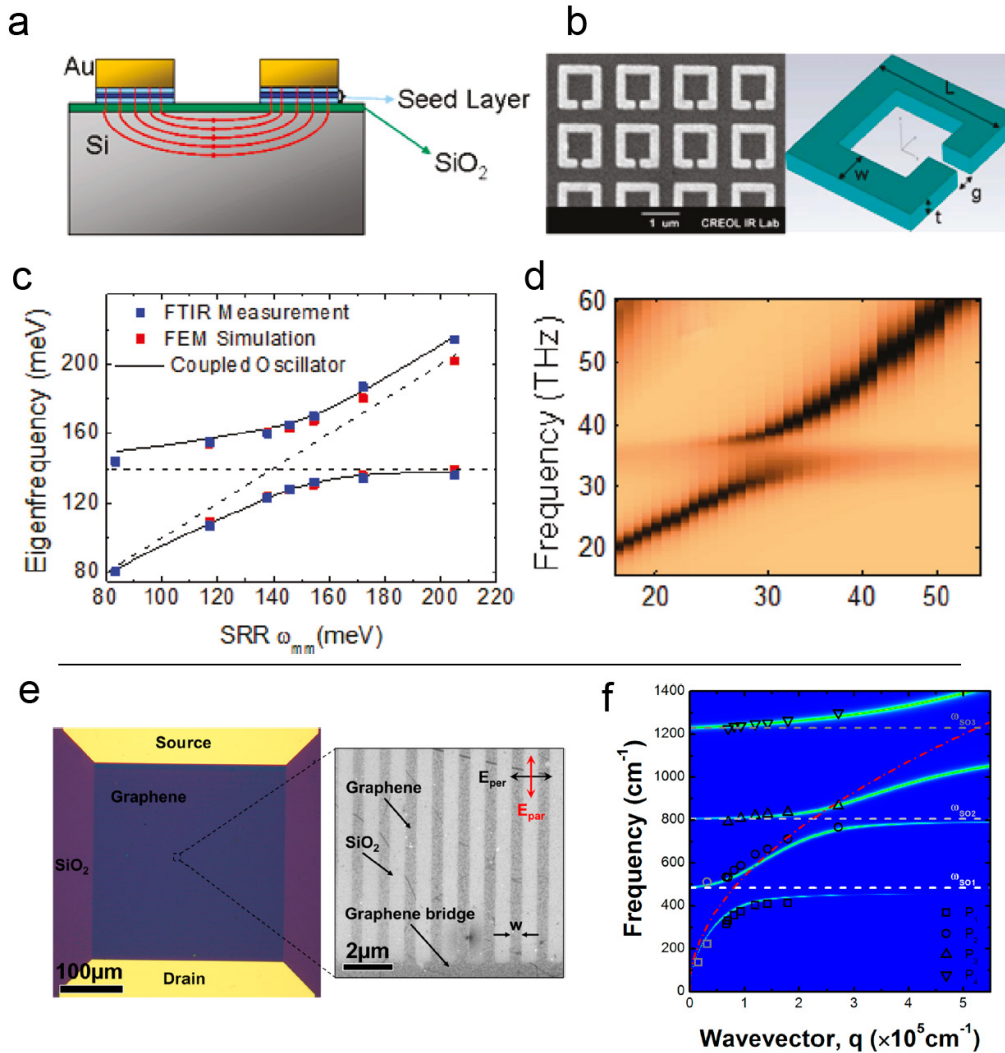 a
Au
Seed Layer
Si
SiO2
b
L
w
g
t
1 um
CREOL IR Lab
c
FTIR Measurement
FEM Simulation
Coupled Oscillator
Eigenfrequency (meV)
200
160
120
80
80 100 120 140 160 180 200 220
SRR ωmm(meV)
d
Frequency (THz)
60
50
40
30
20
20 30 40 50
e
Source
Graphene
SiO2
Drain
100μm
Graphene
SiO2
Graphene bridge
Eper
Epar
w
2μm
f
Frequency (cm-1)
1400
1200
1000
800
600
400
200
0
ωSO3
ωSO2
ωSO1
P1
P2
0 1 2 3 4 5
Wavevector, q (×10⁵cm⁻¹)